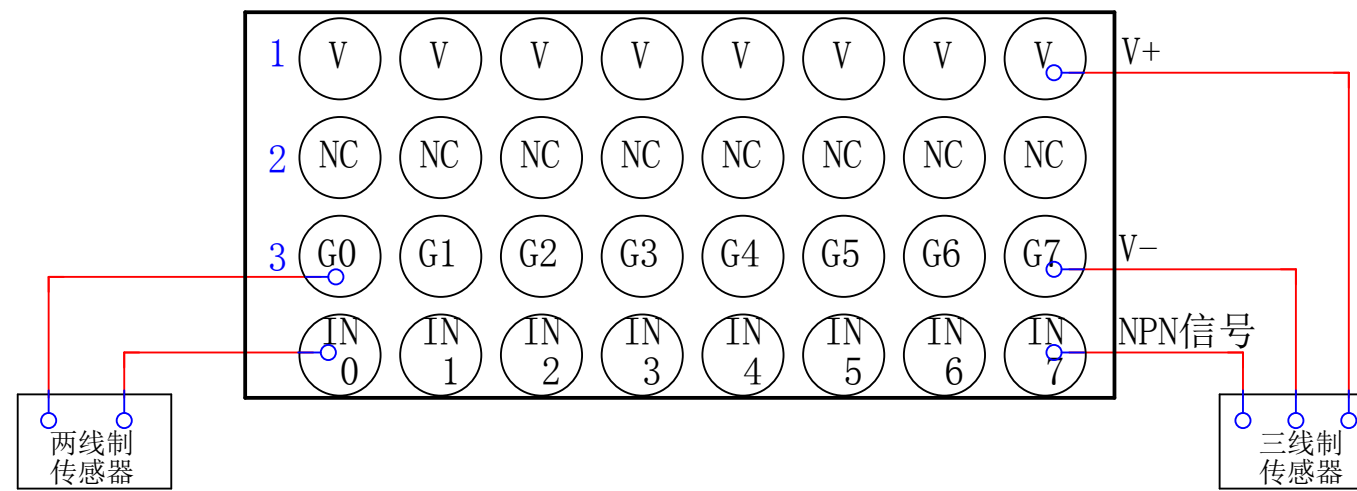 1 V V V V V V V V V+
2 NC NC NC NC NC NC NC NC
3 G0 G1 G2 G3 G4 G5 G6 G7 V-
IN IN IN IN IN IN IN IN NPN信号
0 1 2 3 4 5 6 7
两线制
传感器
三线制
传感器